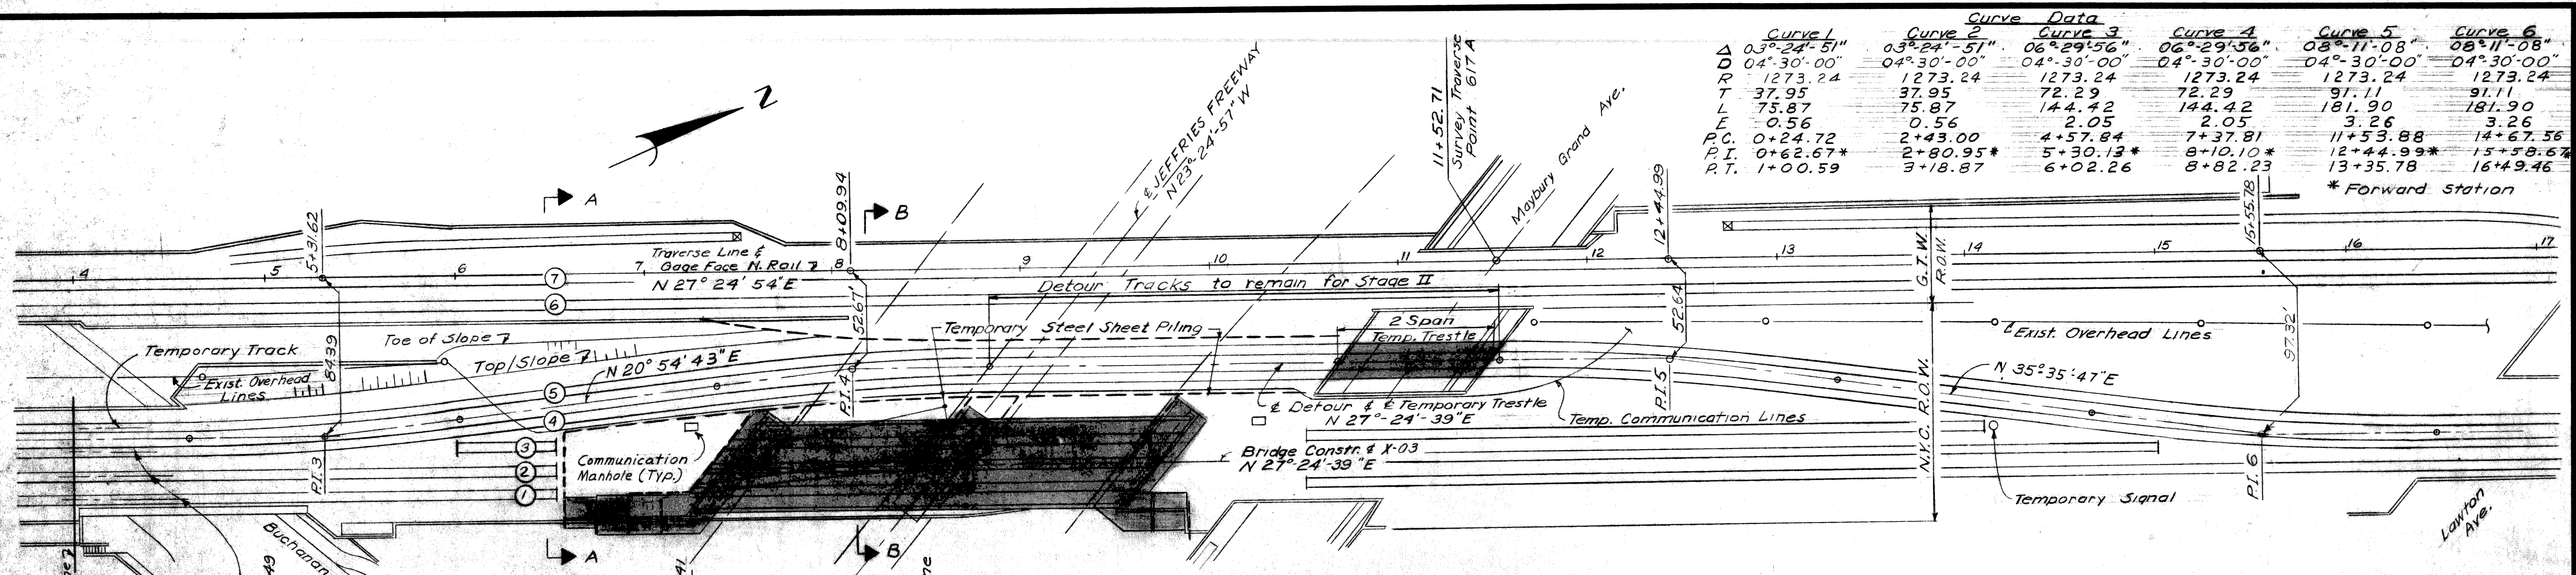 Curve Data
Curve 1 Curve 2 Curve 3 Curve 4 Curve 5 Curve 6
Δ 03°-24'-51" 03°-24'-51" 06°-29'-56" 06°-29'-56" 08°-11'-08" 08°-11'-08"
D 04°-30'-00" 04°-30'-00" 04°-30'-00" 04°-30'-00" 04°-30'-00" 04°-30'-00"
R 1273.24 1273.24 1273.24 1273.24 1273.24 1273.24
T 37.95 37.95 72.29 72.29 91.11 91.11
L 75.87 75.87 144.42 144.42 181.90 181.90
E 0.56 0.56 2.05 2.05 3.26 3.26
P.C. 0+24.72 2+43.00 4+57.84 7+37.81 11+53.88 14+67.56
P.I. 0+62.67* 2+80.95* 5+30.13* 8+10.10* 12+44.99* 15+58.67*
P.T. 1+00.59 3+18.87 6+02.26 8+82.23 13+35.78 16+49.46
* Forward Station
Z
℄ JEFFRIES FREEWAY
N 23°-24'-57" W
11+52.71
Survey Traverse
Point 617 A
Maybury Grand Ave.
5+31.62
A
8+09.94
B
12+44.99
15+55.78
G.T.W.
R.O.W.
4 5 6 7 8 9 10 11 12 13 14 15 16 17
Traverse Line &
Gage Face N. Rail
N 27° 24' 54" E
7
6
Detour Tracks to remain for Stage II
84.39
52.67'
52.64
97.32'
Toe of Slope
Temporary Steel Sheet Piling
2 Span
Temp. Trestle
Exist. Overhead Lines
Temporary Track
Top/Slope
Exist. Overhead
Lines
N 20° 54' 43" E
5
4
3
2
1
P.I. 3
P.I. 4
P.I. 5
P.I. 6
N 35° 35' 47" E
℄ Detour & ℄ Temporary Trestle
N 27°-24'-39" E
Temp. Communication Lines
N.Y.C. R.O.W.
Communication
Manhole (Typ.)
Bridge Constr. ℄ X-03
N 27°-24'-39" E
Temporary Signal
Buchanan
Lawton
Ave.
A
B
49
41